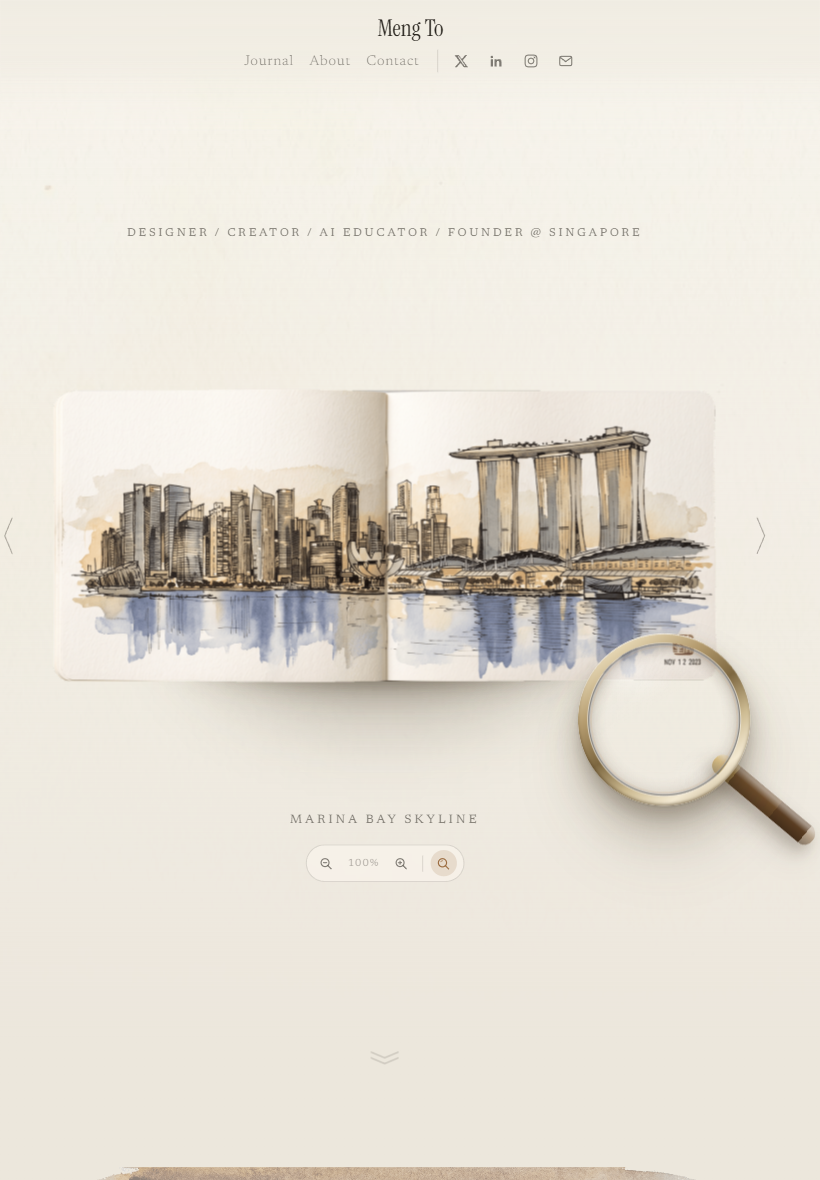 Meng To
Journal About Contact
DESIGNER / CREATOR / AI EDUCATOR / FOUNDER @ SINGAPORE
NOV 12 2023
MARINA BAY SKYLINE
100%